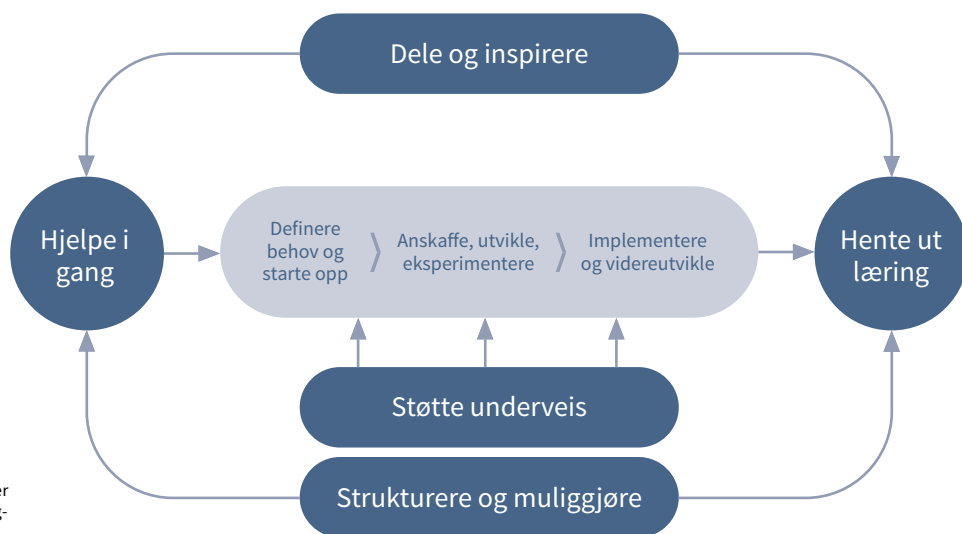 Dele og inspirere
Hjelpe i
gang
Definere
behov og
starte opp
Anskaffe, utvikle,
eksperimentere
Implementere
og videreutvikle
Hente ut
læring
Støtte underveis
Strukturere og muliggjøre